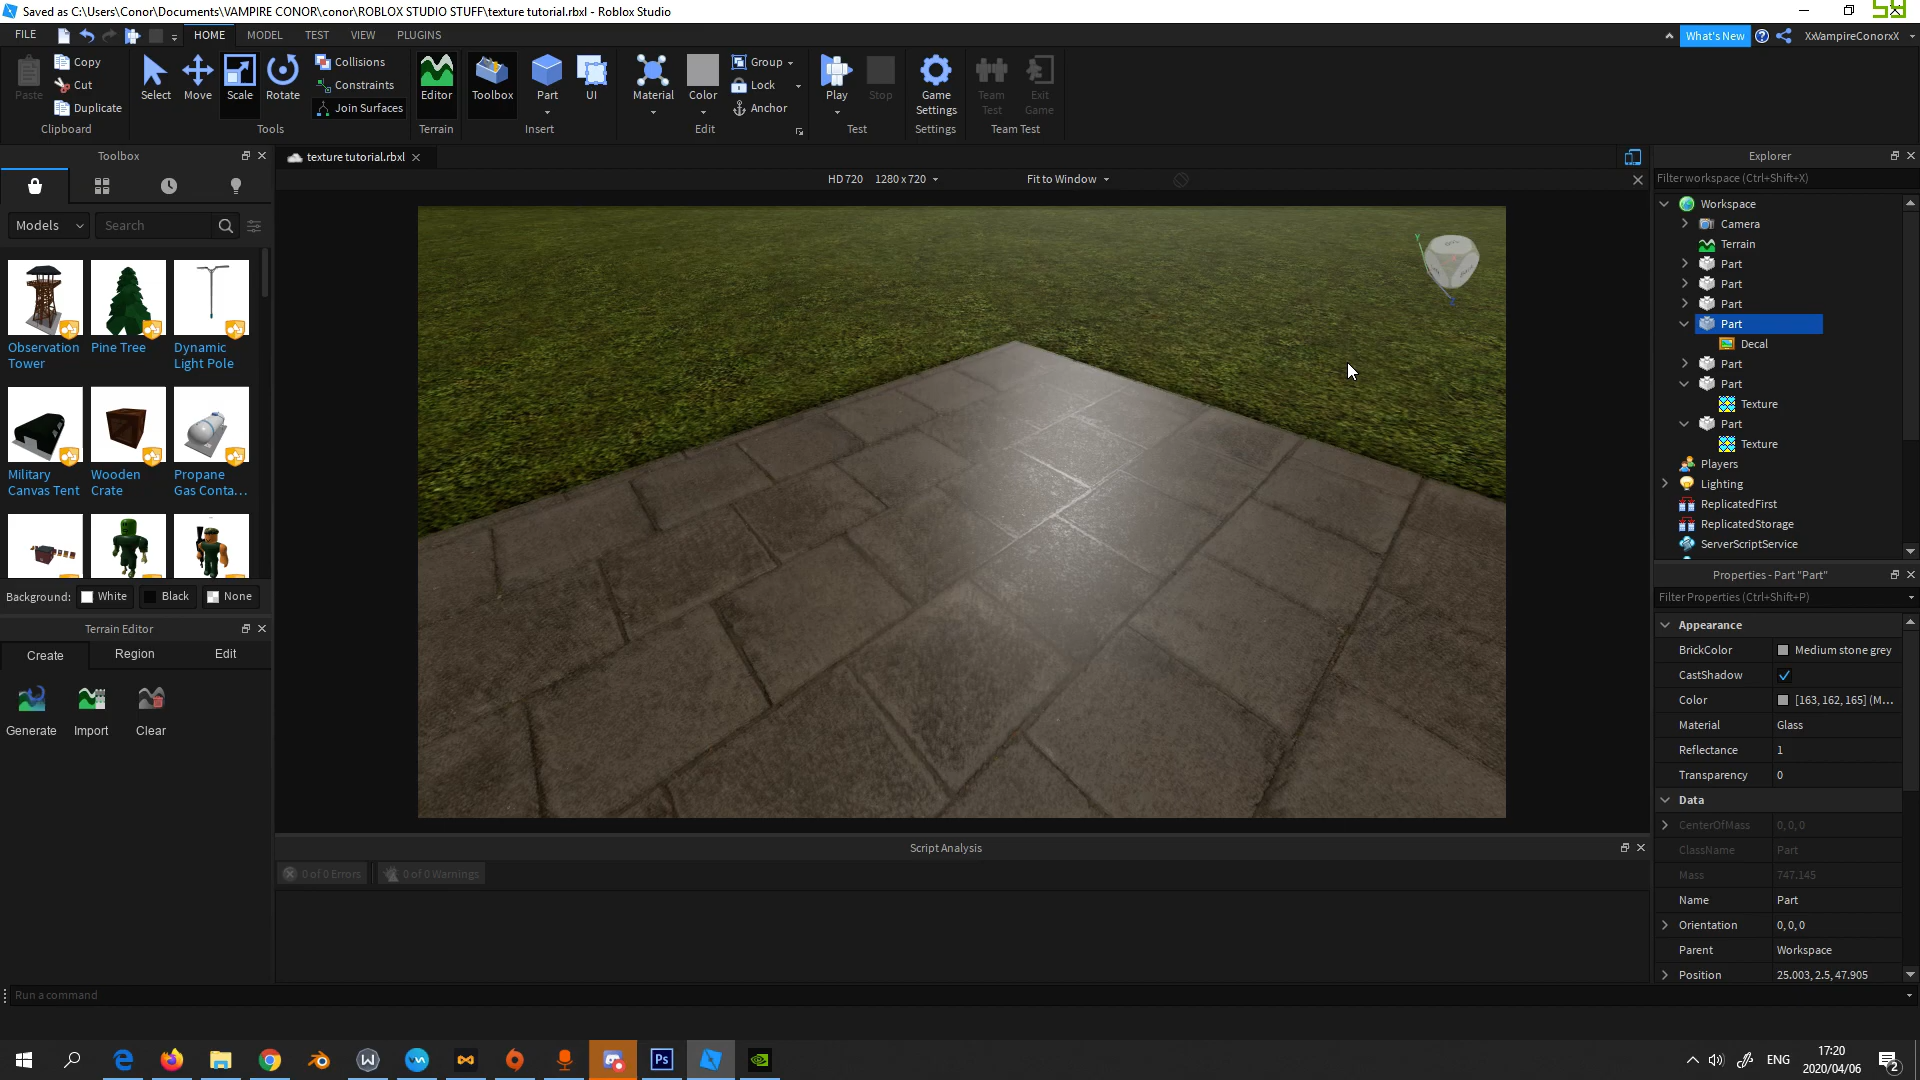 Saved as C:\Users\Conor\Documents\VAMPIRE CONOR\conor\ROBLOX STUDIO STUFF\texture tutorial.rbxl - Roblox Studio
59
FILE HOME MODEL TEST VIEW PLUGINS What's New XxVampireConorxX
Paste
Copy
Cut
Duplicate
Clipboard
Select Move Scale Rotate
Collisions
Constraints
Join Surfaces
Tools
Editor
Terrain
Toolbox
Part
UI
Insert
Material
Color
Group
Lock
Anchor
Edit
Play
Stop
Test
Game
Settings
Settings
Team
Test
Exit
Game
Team Test
Toolbox
Models
Search
Observation
Tower
Pine Tree
Dynamic
Light Pole
Military
Canvas Tent
Wooden
Crate
Propane
Gas Conta...
Background: White Black None
Terrain Editor
Create Region Edit
Generate Import Clear
texture tutorial.rbxl
HD 720 1280 x 720 Fit to Window
Y
Script Analysis
0 of 0 Errors 0 of 0 Warnings
Run a command
Explorer
Filter workspace (Ctrl+Shift+X)
Workspace
Camera
Terrain
Part
Part
Part
Part
Decal
Part
Part
Texture
Part
Texture
Players
Lighting
ReplicatedFirst
ReplicatedStorage
ServerScriptService
Properties - Part "Part"
Filter Properties (Ctrl+Shift+P)
Appearance
BrickColor Medium stone grey
CastShadow
Color [163, 162, 165] (M...
Material Glass
Reflectance 1
Transparency 0
Data
CenterOfMass 0, 0, 0
ClassName Part
Mass 747.145
Name Part
Orientation 0, 0, 0
Parent Workspace
Position 25.003, 2.5, 47.905
Ps
ENG
17:20
2020/04/06
2